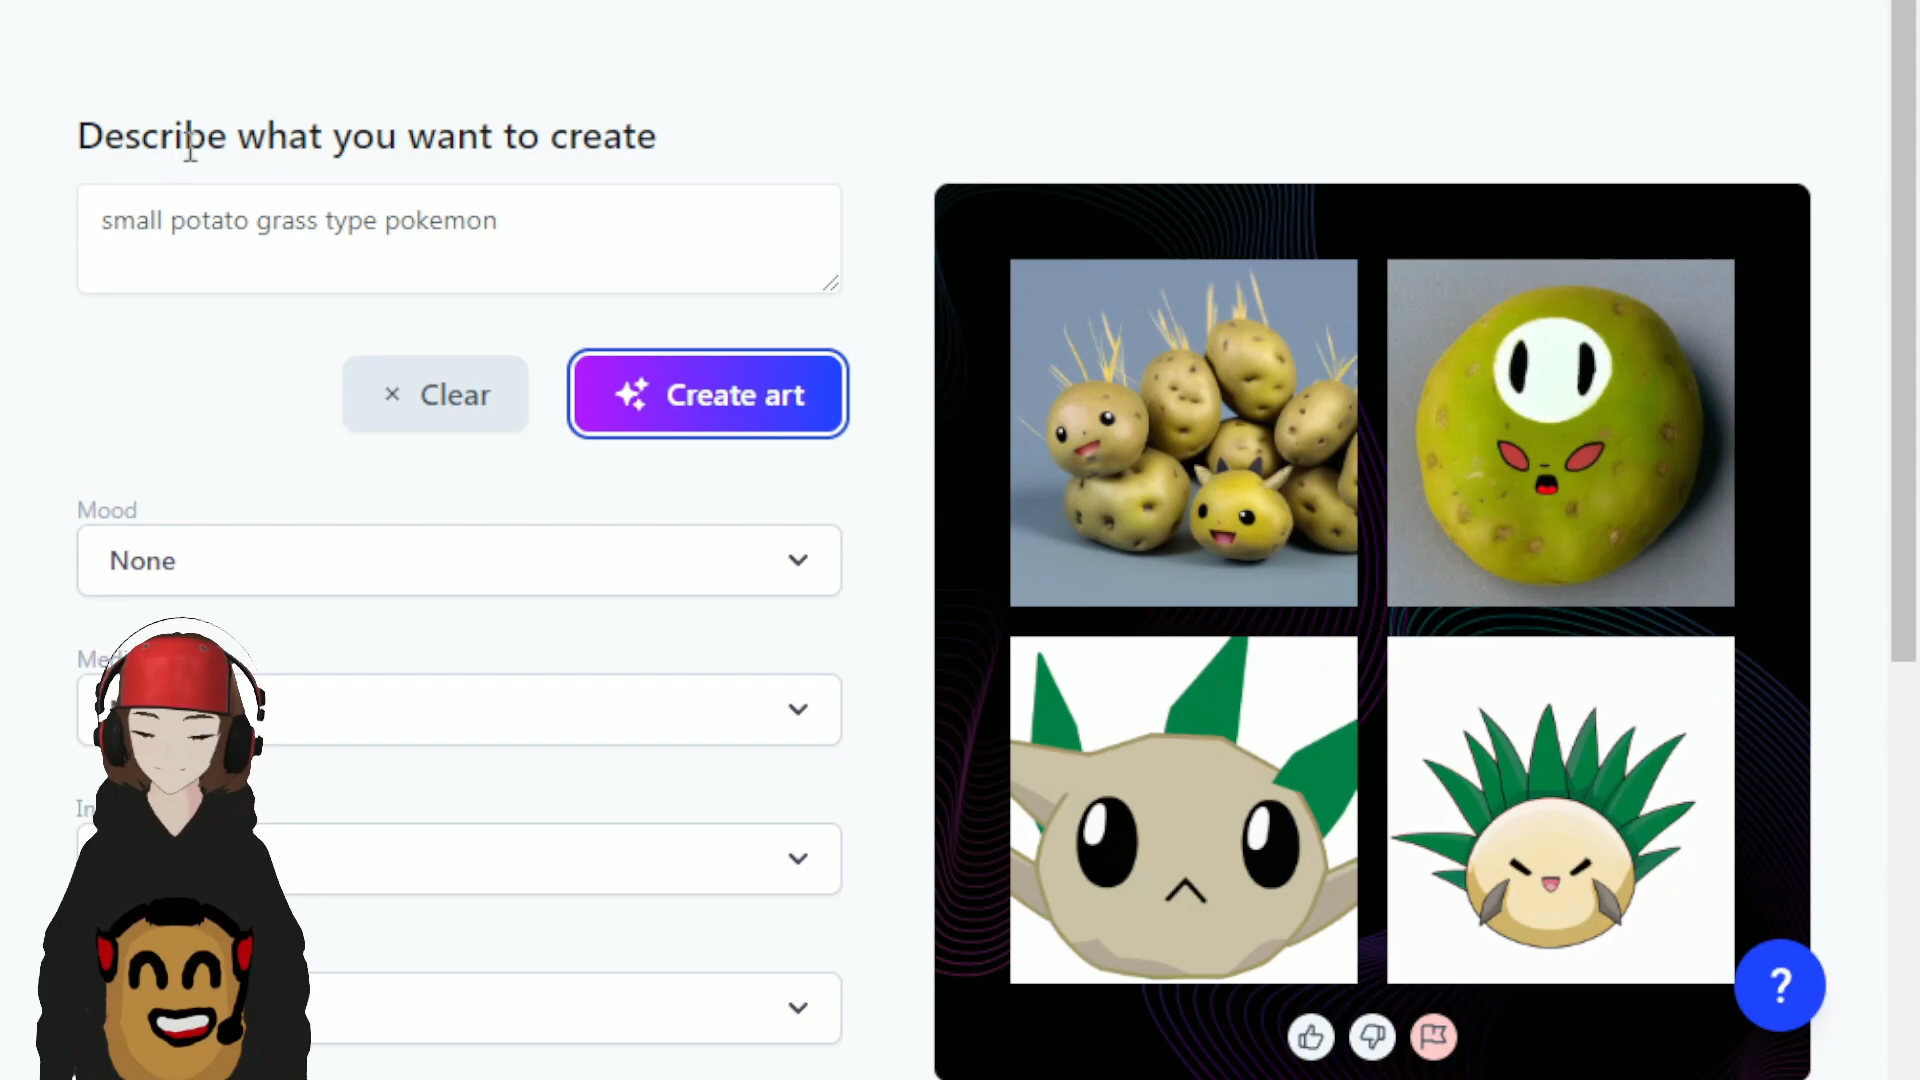 Describe what you want to create
small potato grass type pokemon
× Clear
Create art
Mood
None
?